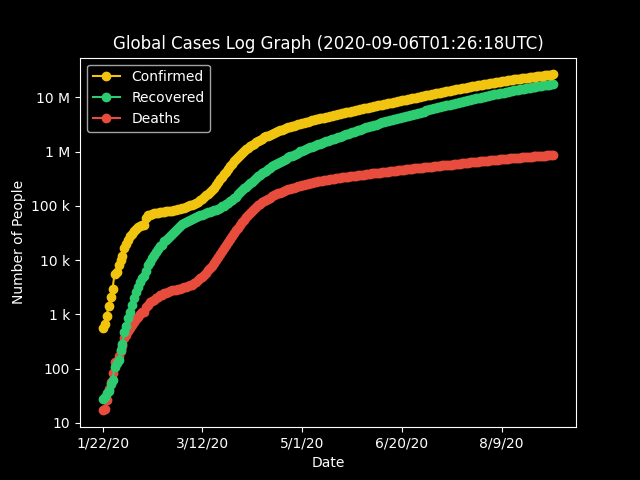 Global Cases Log Graph (2020-09-06T01:26:18UTC)
Confirmed
Recovered
Deaths
10 M
1 M
100 k
10 k
1 k
100
10
Number of People
1/22/20 3/12/20 5/1/20 6/20/20 8/9/20
Date